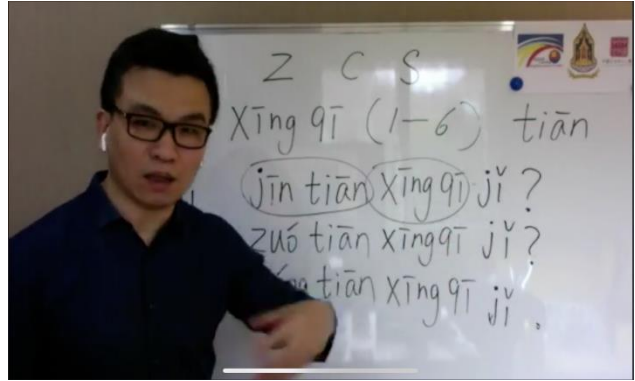 Z C S
Xīng qī (1-6) tiān
jīn tiān xīng qī jǐ ?
zuó tiān xīng qī jǐ ?
tiān xīng qī jǐ .